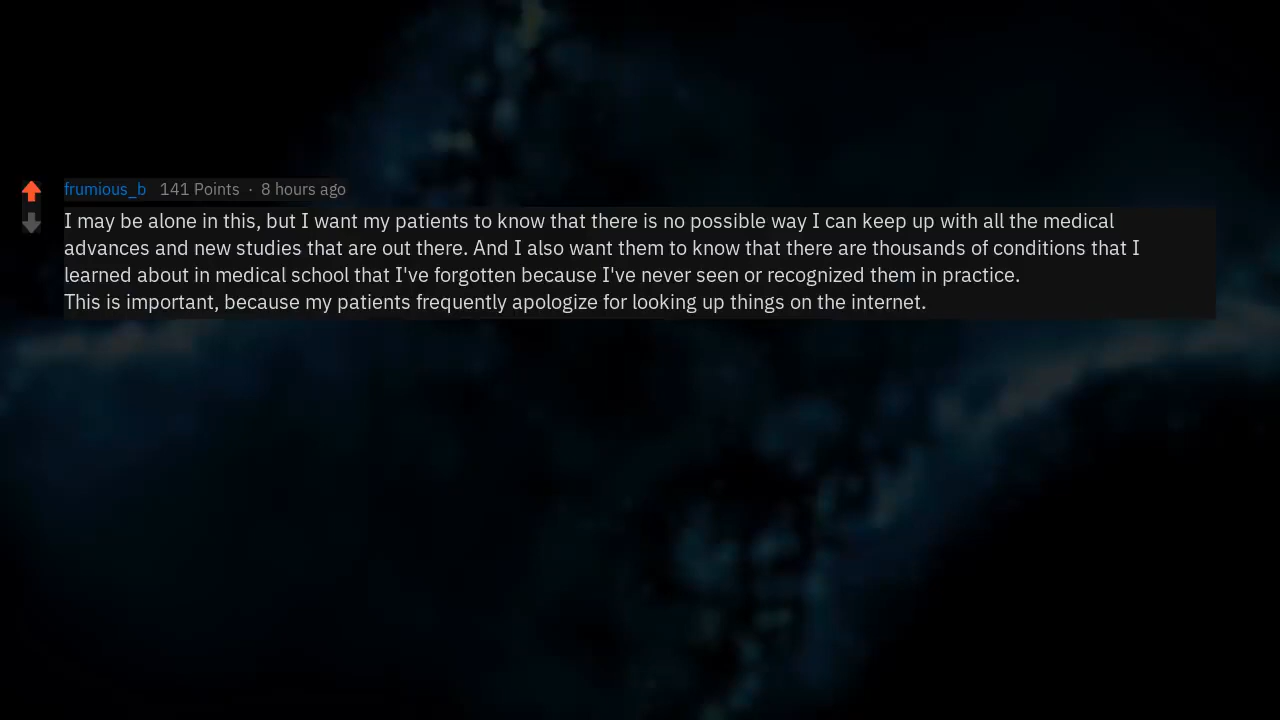 frumious_b 141 Points · 8 hours ago
I may be alone in this, but I want my patients to know that there is no possible way I can keep up with all the medical
advances and new studies that are out there. And I also want them to know that there are thousands of conditions that I
learned about in medical school that I've forgotten because I've never seen or recognized them in practice.
This is important, because my patients frequently apologize for looking up things on the internet.